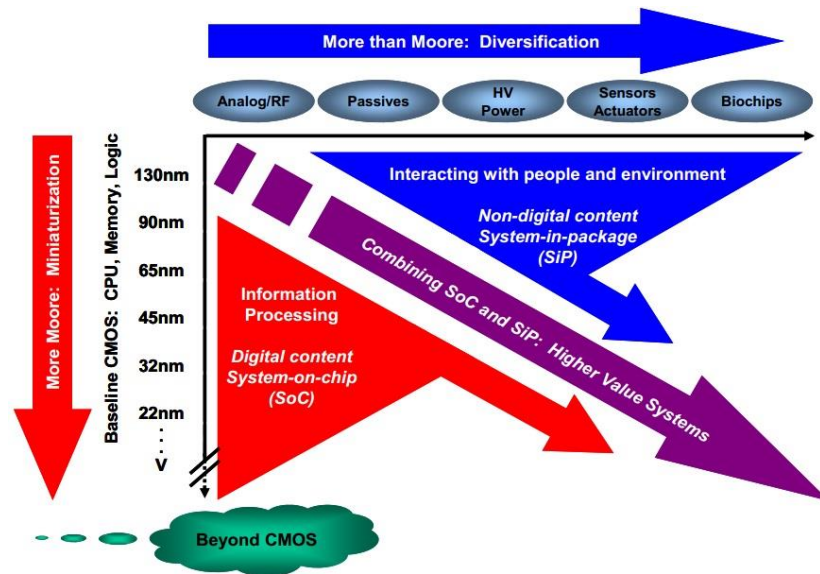 More than Moore: Diversification
Analog/RF
Passives
HV
Power
Sensors
Actuators
Biochips
More Moore: Miniaturization
Baseline CMOS: CPU, Memory, Logic
130nm
90nm
65nm
45nm
32nm
22nm
V
Interacting with people and environment
Non-digital content
System-in-package
(SiP)
Combining SoC and SiP: Higher Value Systems
Information
Processing
Digital content
System-on-chip
(SoC)
Beyond CMOS